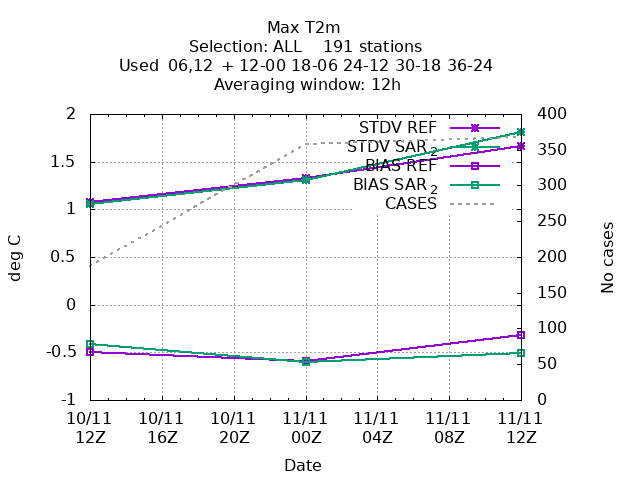 Max T2m
Selection: ALL    191 stations
Used  06,12  + 12-00 18-06 24-12 30-18 36-24
Averaging window: 12h
STDV REF
STDV SAR 2
BIAS REF
BIAS SAR 2
CASES
2
1.5
1
0.5
0
-0.5
-1
deg C
400
350
300
250
200
150
100
50
0
No cases
10/11 10/11 10/11 11/11 11/11 11/11 11/11
12Z 16Z 20Z 00Z 04Z 08Z 12Z
Date